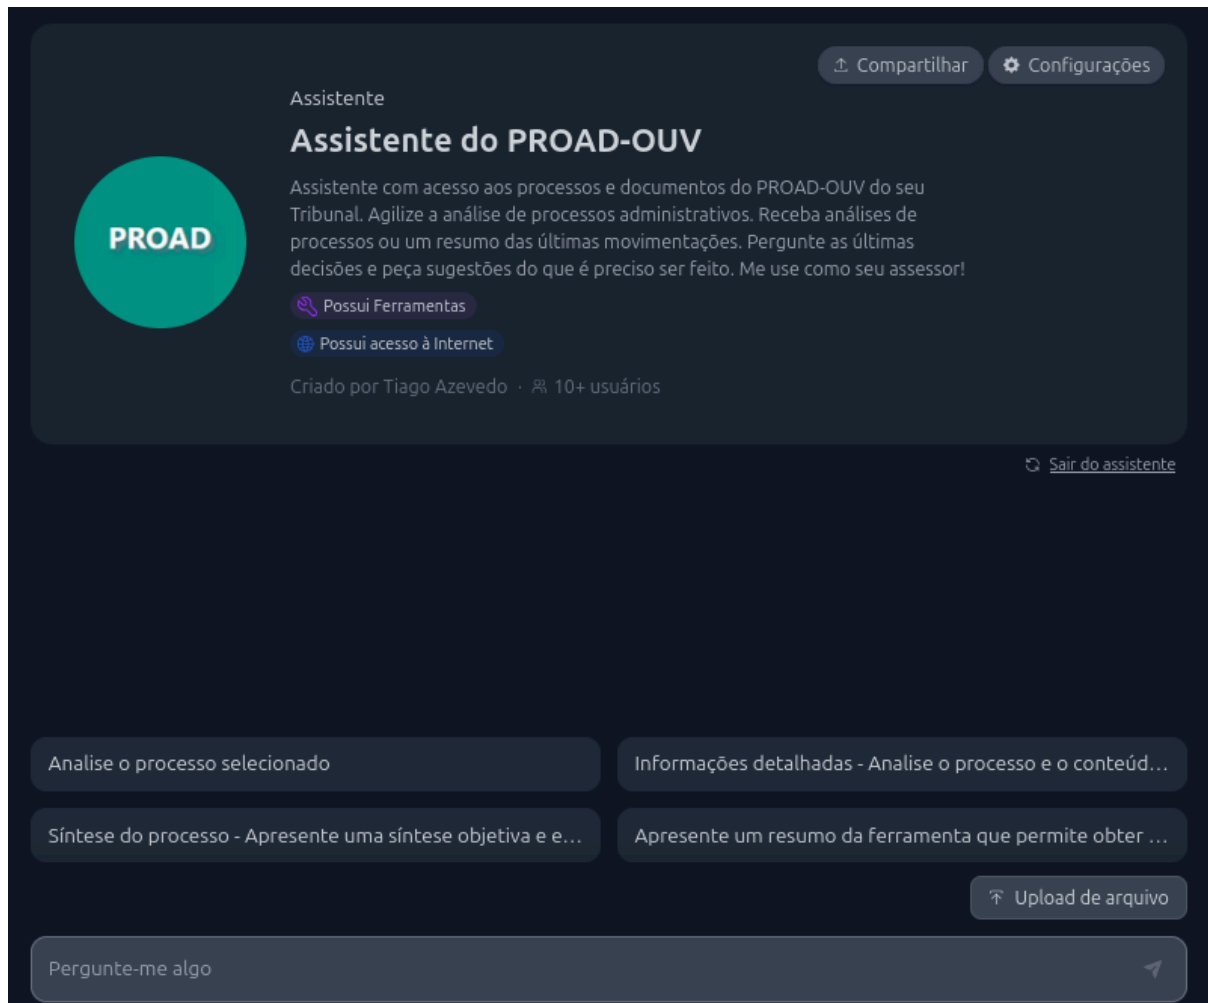 Compartilhar
Configurações
Assistente
Assistente do PROAD-OUV
PROAD
Assistente com acesso aos processos e documentos do PROAD-OUV do seu
Tribunal. Agilize a análise de processos administrativos. Receba análises de
processos ou um resumo das últimas movimentações. Pergunte as últimas
decisões e peça sugestões do que é preciso ser feito. Me use como seu assessor!
Possui Ferramentas
Possui acesso à Internet
Criado por Tiago Azevedo · 10+ usuários
Sair do assistente
Analise o processo selecionado
Informações detalhadas - Analise o processo e o conteúd...
Síntese do processo - Apresente uma síntese objetiva e e...
Apresente um resumo da ferramenta que permite obter ...
Upload de arquivo
Pergunte-me algo